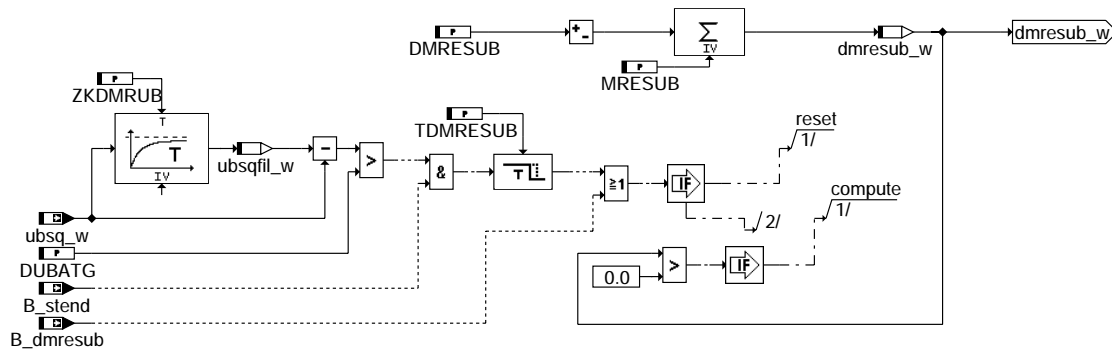 P
DMRESUB
+
-
Σ
IV
dmresub_w
dmresub_w
P
MRESUB
P
ZKDMRUB
T
T
IV
ubsqfil_w
-
>
P
TDMRESUB
&
T
≥1
IF
reset
1/
2/
compute
1/
ubsq_w
P
DUBATG
B_stend
B_dmresub
0.0
>
IF